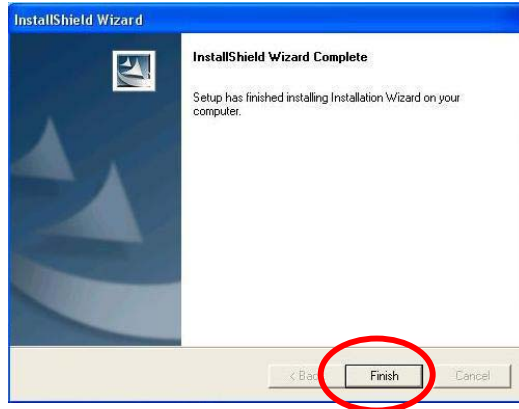 InstallShield Wizard
InstallShield Wizard Complete
Setup has finished installing Installation Wizard on your
computer.
< Bac Finish Cancel